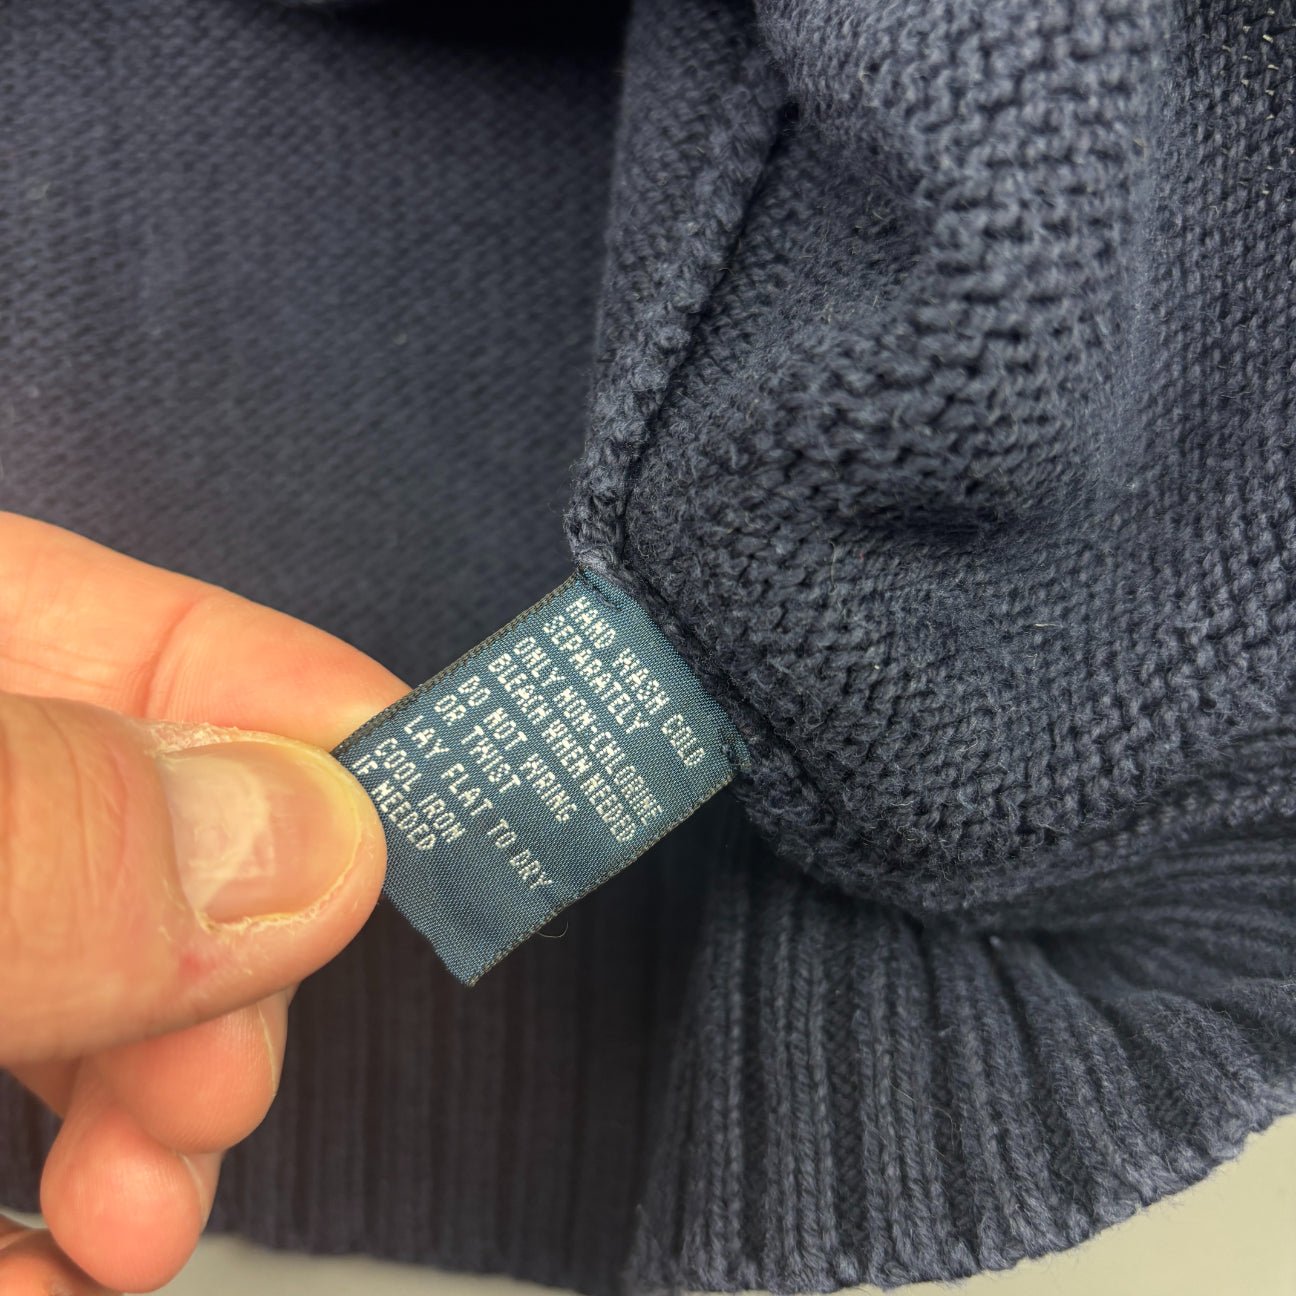 HAND WASH COLD
SEPARATELY
ONLY NON-CHLORINE
BLEACH WHEN NEEDED
DO NOT WRING
OR TWIST
LAY FLAT TO DRY
COOL IRON
IF NEEDED